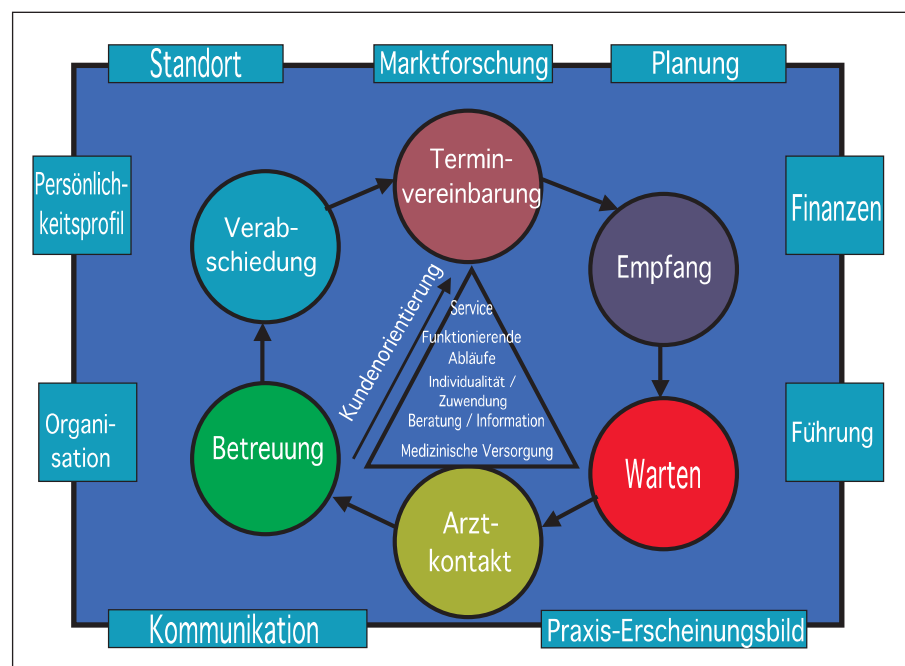 Standort
Marktforschung
Planung
Persönlich-
keitsprofil
Finanzen
Termin-
vereinbarung
Verab-
schiedung
Empfang
Kundenorientierung
Service
Funktionierende
Abläufe
Individualität /
Zuwendung
Beratung / Information
Medizinische Versorgung
Organi-
sation
Betreuung
Warten
Führung
Arzt-
kontakt
Kommunikation
Praxis-Erscheinungsbild